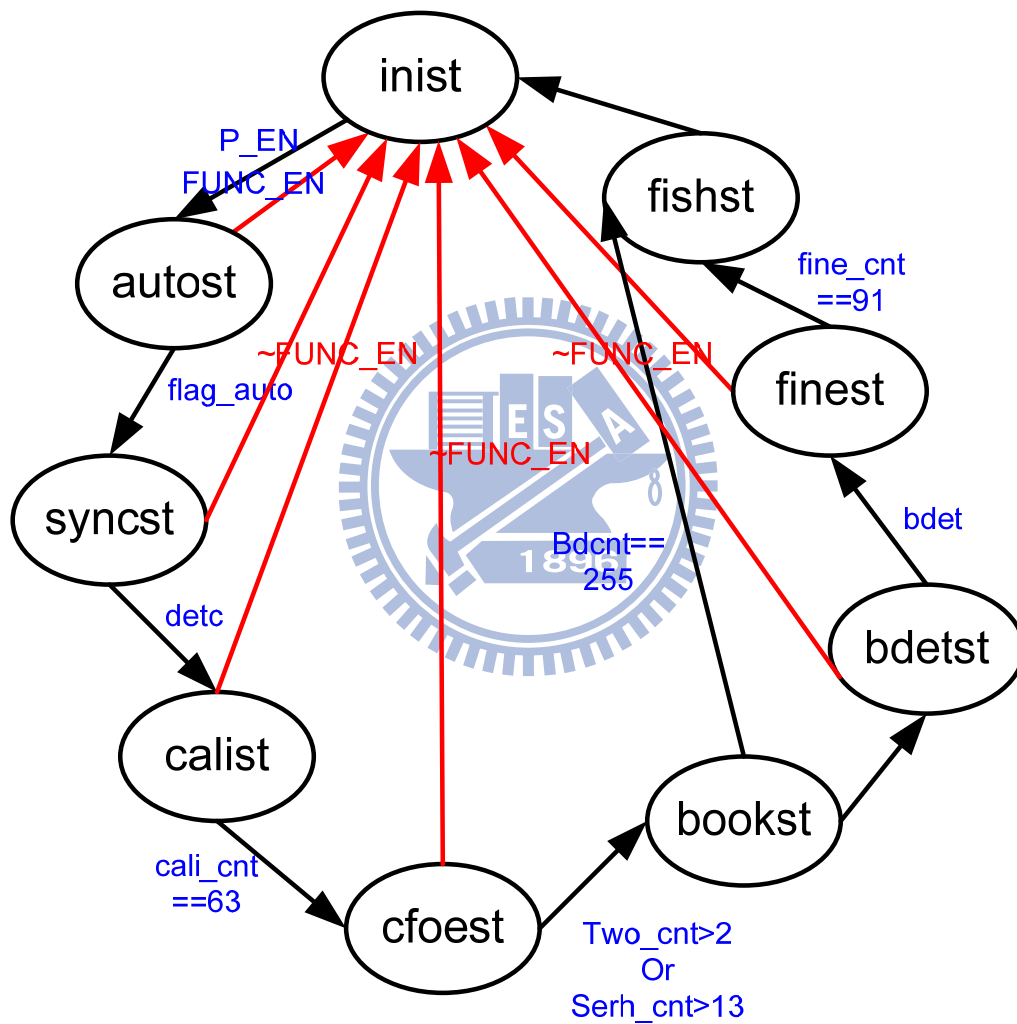 inist
P_EN
FUNC_EN
fishst
autost
fine_cnt
==91
~FUNC_EN
~FUNC_EN
flag_auto
finest
E S A
~FUNC_EN
syncst
bdet
Bdcnt==
255
1896
detc
bdetst
calist
bookst
cali_cnt
==63
cfoest
Two_cnt>2
Or
Serh_cnt>13